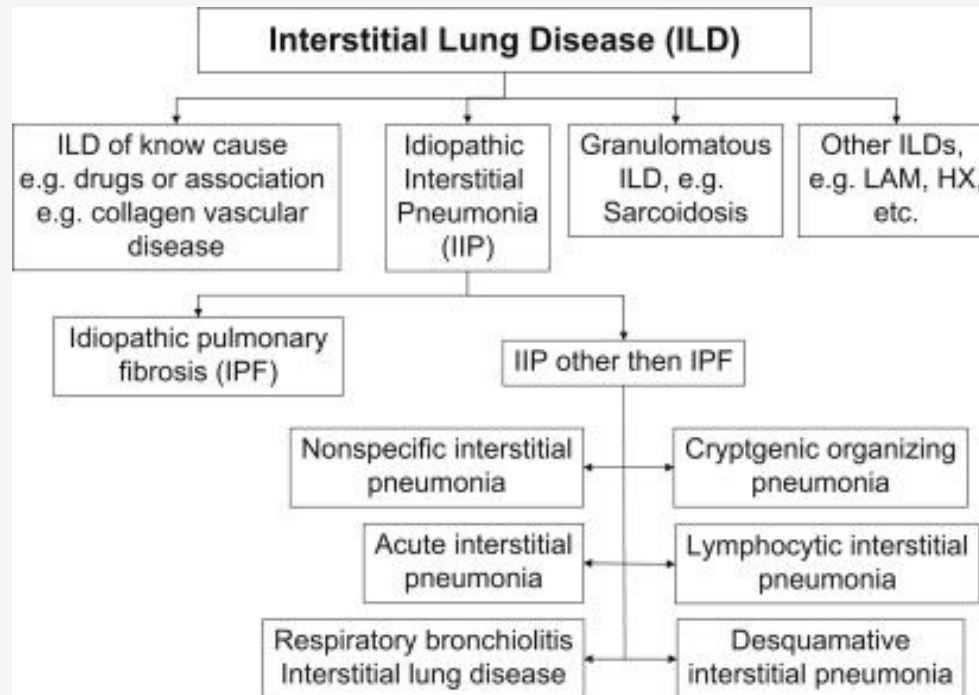 Interstitial Lung Disease (ILD)
ILD of know cause
e.g. drugs or association
e.g. collagen vascular
disease
Idiopathic
Interstitial
Pneumonia
(IIP)
Granulomatous
ILD, e.g.
Sarcoidosis
Other ILDs,
e.g. LAM, HX,
etc.
Idiopathic pulmonary
fibrosis (IPF)
IIP other then IPF
Nonspecific interstitial
pneumonia
Cryptgenic organizing
pneumonia
Acute interstitial
pneumonia
Lymphocytic interstitial
pneumonia
Respiratory bronchiolitis
Interstitial lung disease
Desquamative
interstitial pneumonia